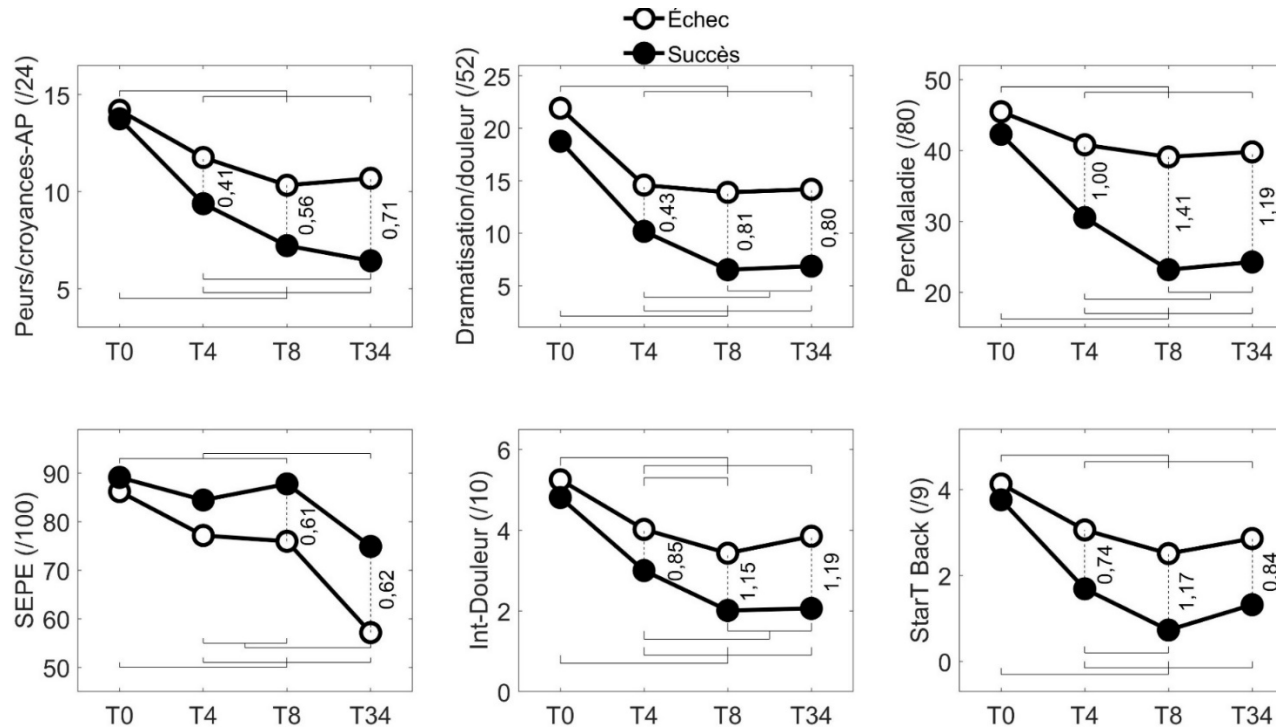 Échec
Succès
Peurs/croyances-AP (/24)
15
10
5
0,41
0,56
0,71
T0 T4 T8 T34
Dramatisation/douleur (/52)
25
20
15
10
5
0,43
0,81
0,80
T0 T4 T8 T34
PercMaladie (/80)
50
40
30
20
1,00
1,41
1,19
T0 T4 T8 T34
SEPE (/100)
90
80
70
60
50
0,61
0,62
T0 T4 T8 T34
Int-Douleur (/10)
6
4
2
0
0,85
1,15
1,19
T0 T4 T8 T34
StarT Back (/9)
4
2
0
0,74
1,17
0,84
T0 T4 T8 T34